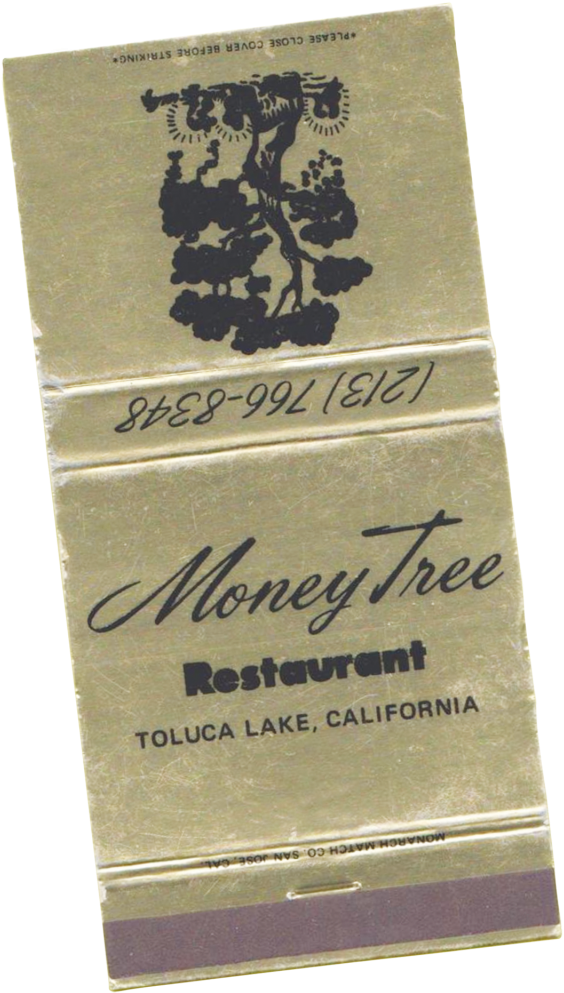 *PLEASE CLOSE COVER BEFORE STRIKING*
(213) 766-8348
Money Tree
Restaurant
TOLUCA LAKE, CALIFORNIA
MONARCH MATCH CO. SAN JOSE, CAL.